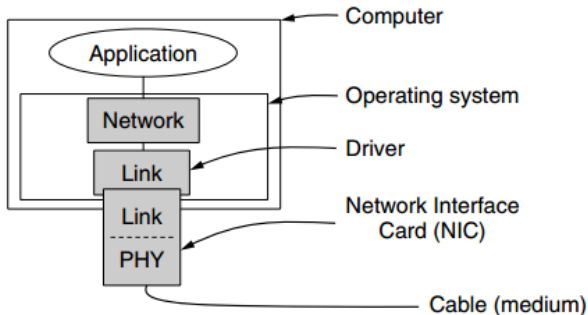 Computer
Application
Operating system
Network
Driver
Link
Link
Network Interface
Card (NIC)
PHY
Cable (medium)